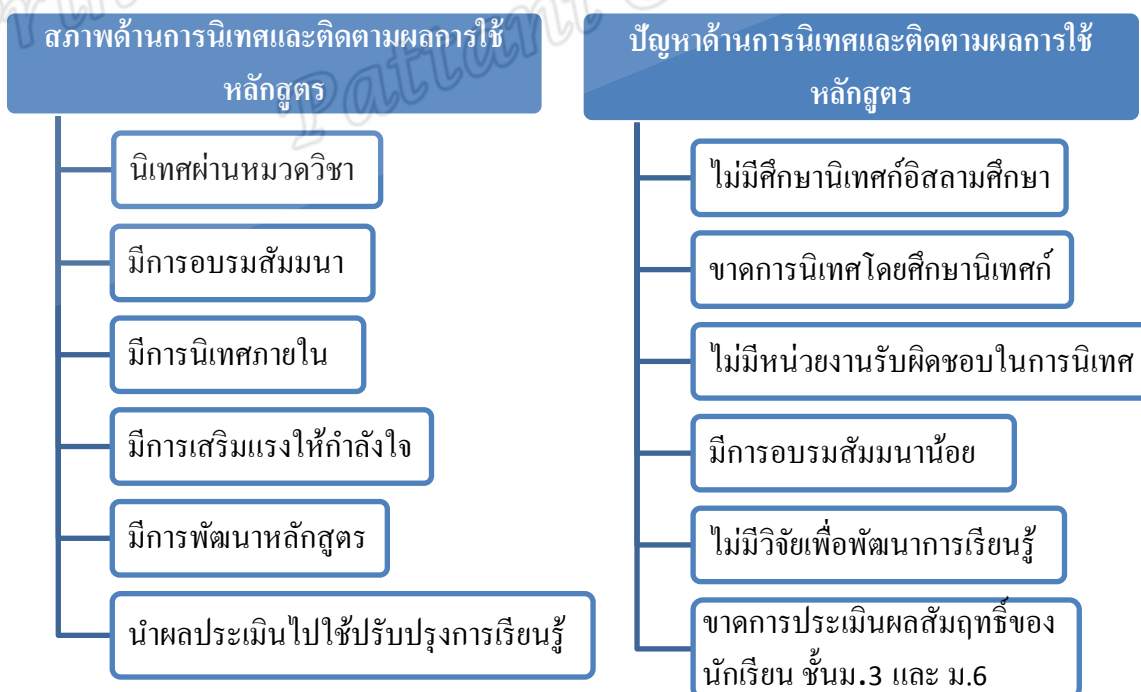 สภาพด้านการนิเทศและติดตามผลการใช้
หลักสูตร
นิเทศผ่านหมวดวิชา
มีการอบรมสัมมนา
มีการนิเทศภายใน
มีการเสริมแรงให้กำลังใจ
มีการพัฒนาหลักสูตร
นำผลประเมินไปใช้ปรับปรุงการเรียนรู้
ปัญหาด้านการนิเทศและติดตามผลการใช้
หลักสูตร
ไม่มีศึกษานิเทศก์อิสลามศึกษา
ขาดการนิเทศโดยศึกษานิเทศก์
ไม่มีหน่วยงานรับผิดชอบในการนิเทศ
มีการอบรมสัมมนาน้อย
ไม่มีวิจัยเพื่อพัฒนาการเรียนรู้
ขาดการประเมินผลสัมฤทธิ์ของ
นักเรียน ชั้นม.3 และ ม.6
Pattani